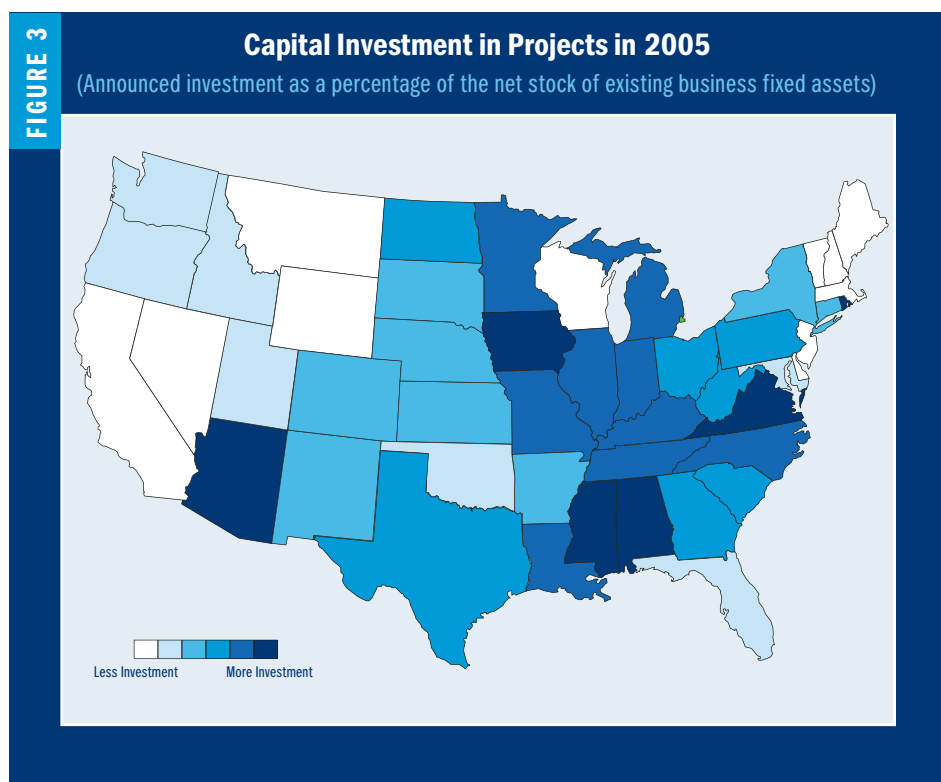 FIGURE 3
Capital Investment in Projects in 2005
(Announced investment as a percentage of the net stock of existing business fixed assets)
Less Investment
More Investment